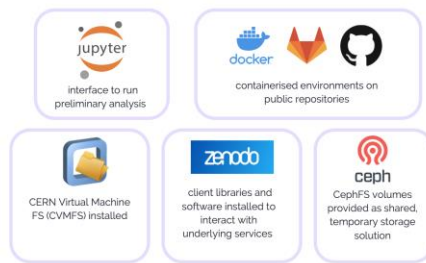 jupyter
interface to run
preliminary analysis
docker
containerised environments on
public repositories
CERN Virtual Machine
FS (CVMFS) installed
zenodo
client libraries and
software installed to
interact with
underlying services
ceph
CephFS volumes
provided as shared,
temporary storage
solution